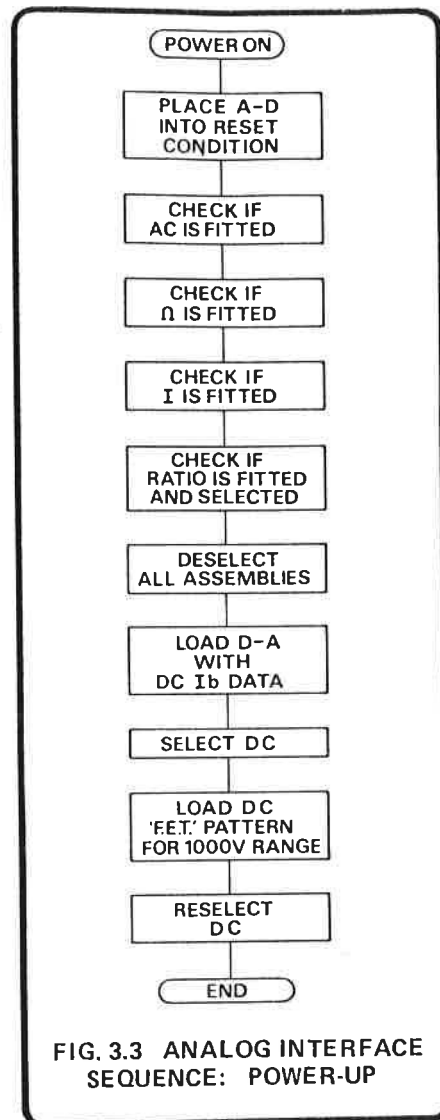 POWER ON
PLACE A-D
INTO RESET
CONDITION
CHECK IF
AC IS FITTED
CHECK IF
Ω IS FITTED
CHECK IF
I IS FITTED
CHECK IF
RATIO IS FITTED
AND SELECTED
DESELECT
ALL ASSEMBLIES
LOAD D-A
WITH
DC Ib DATA
SELECT DC
LOAD DC
'F.E.T.' PATTERN
FOR 1000V RANGE
RESELECT
DC
END
FIG. 3.3 ANALOG INTERFACE
SEQUENCE: POWER-UP